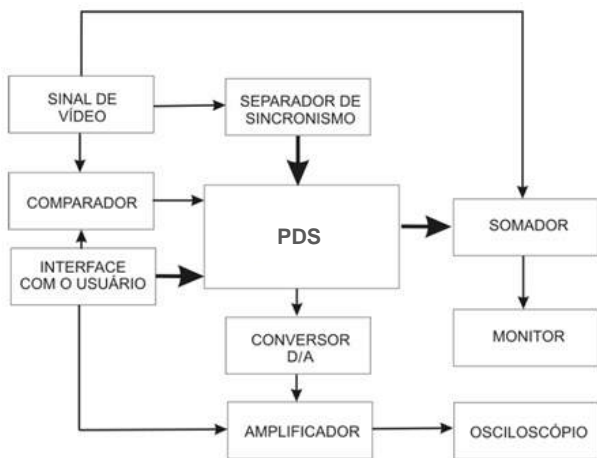 SINAL DE
VÍDEO
SEPARADOR DE
SINCRONISMO
COMPARADOR
PDS
SOMADOR
INTERFACE
COM O USUÁRIO
CONVERSOR
D/A
MONITOR
AMPLIFICADOR
OSCILOSCÓPIO